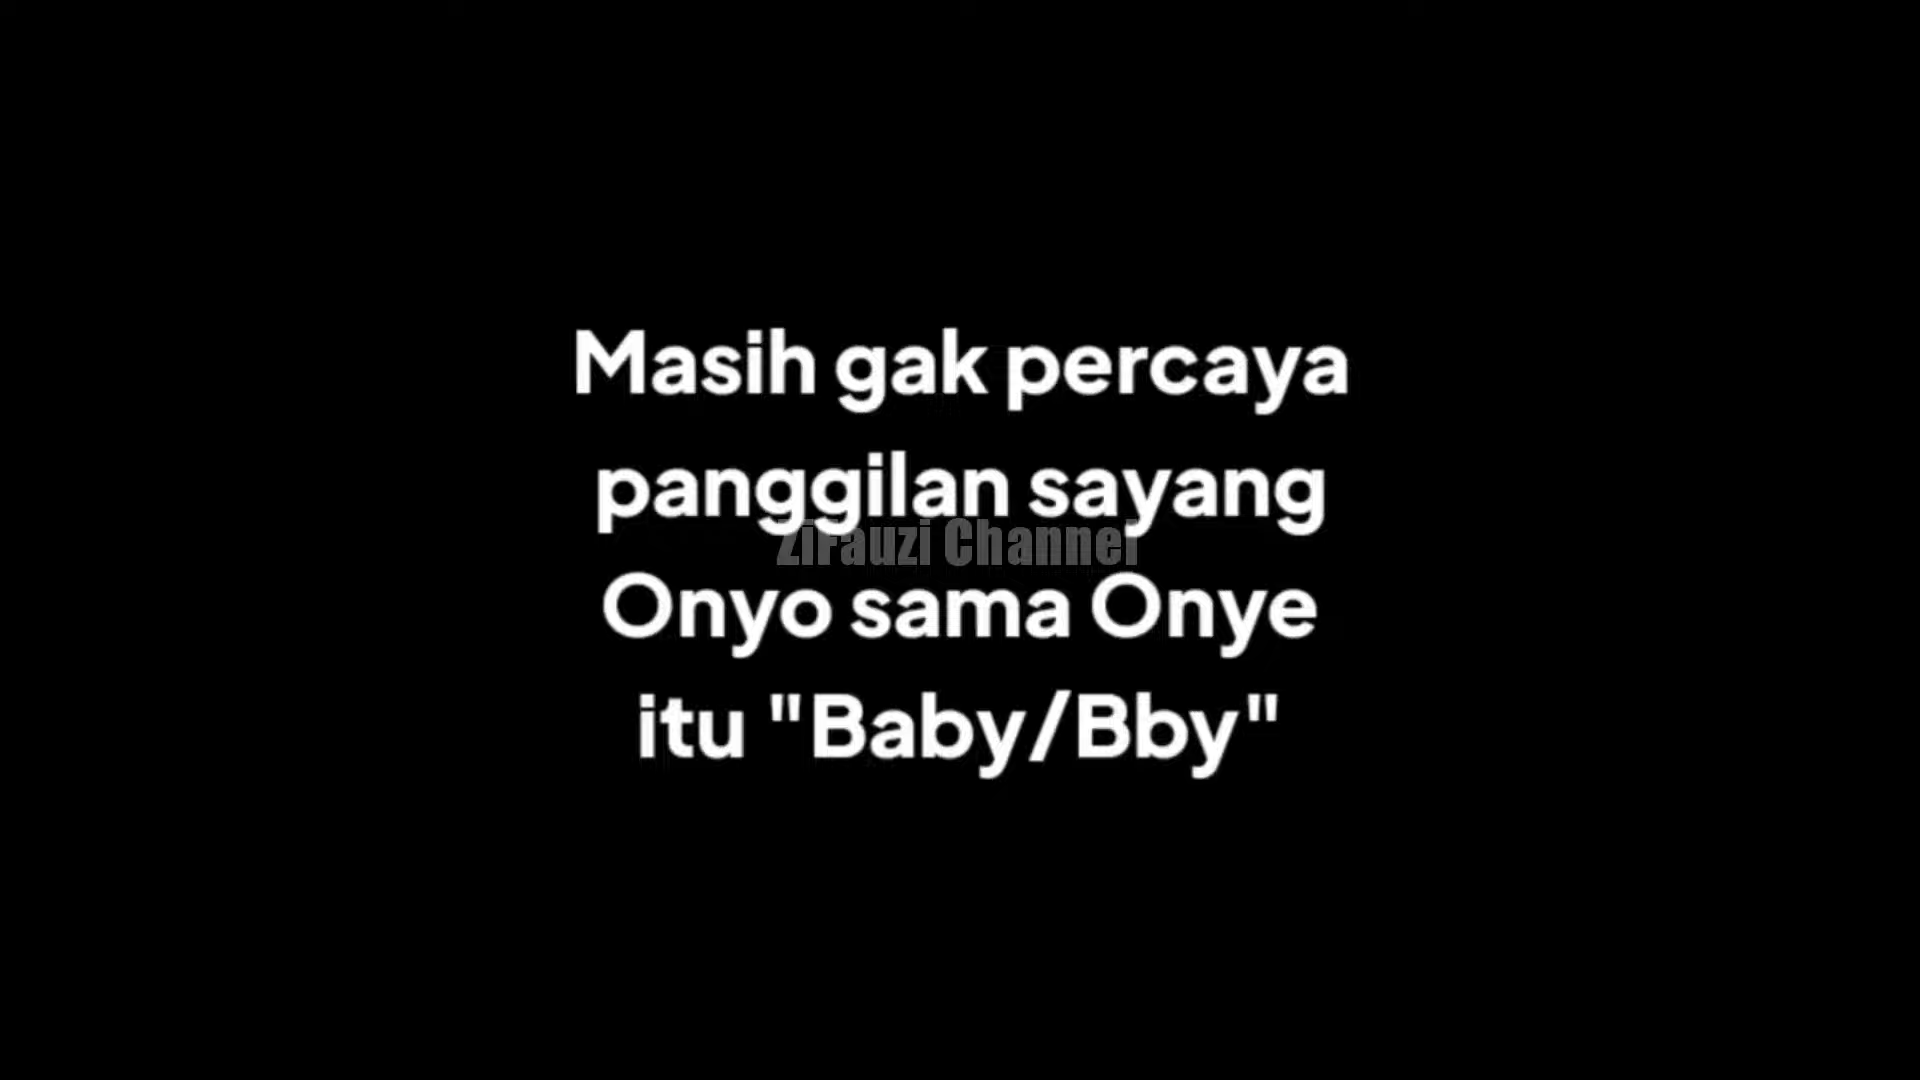 Masih gak percaya
panggilan sayang
ZiFauzi Channel
Onyo sama Onye
itu "Baby/Bby"